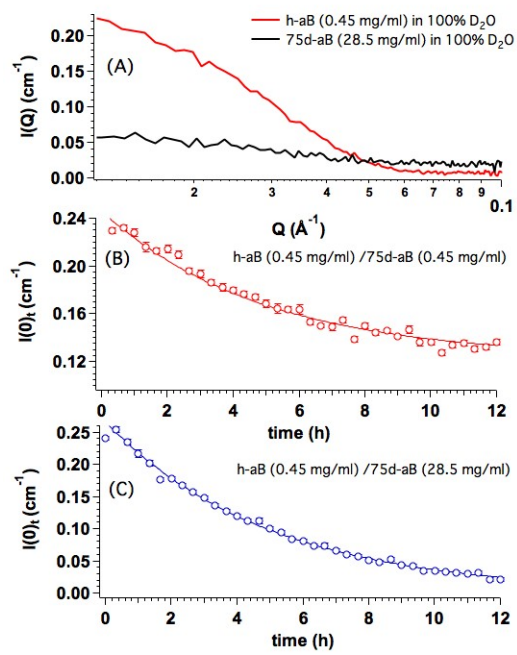 h-aB (0.45 mg/ml) in 100% D₂O
75d-aB (28.5 mg/ml) in 100% D₂O
(A)
I(Q) (cm⁻¹)
0.20
0.15
0.10
0.05
0.00
2 3 4 5 6 7 8 9 0.1
Q (Å⁻¹)
(B)
h-aB (0.45 mg/ml) /75d-aB (0.45 mg/ml)
I(0)t (cm⁻¹)
0.24
0.20
0.16
0.12
0 2 4 6 8 10 12
time (h)
(C)
h-aB (0.45 mg/ml) /75d-aB (28.5 mg/ml)
I(0)t (cm⁻¹)
0.25
0.20
0.15
0.10
0.05
0.00
0 2 4 6 8 10 12
time (h)